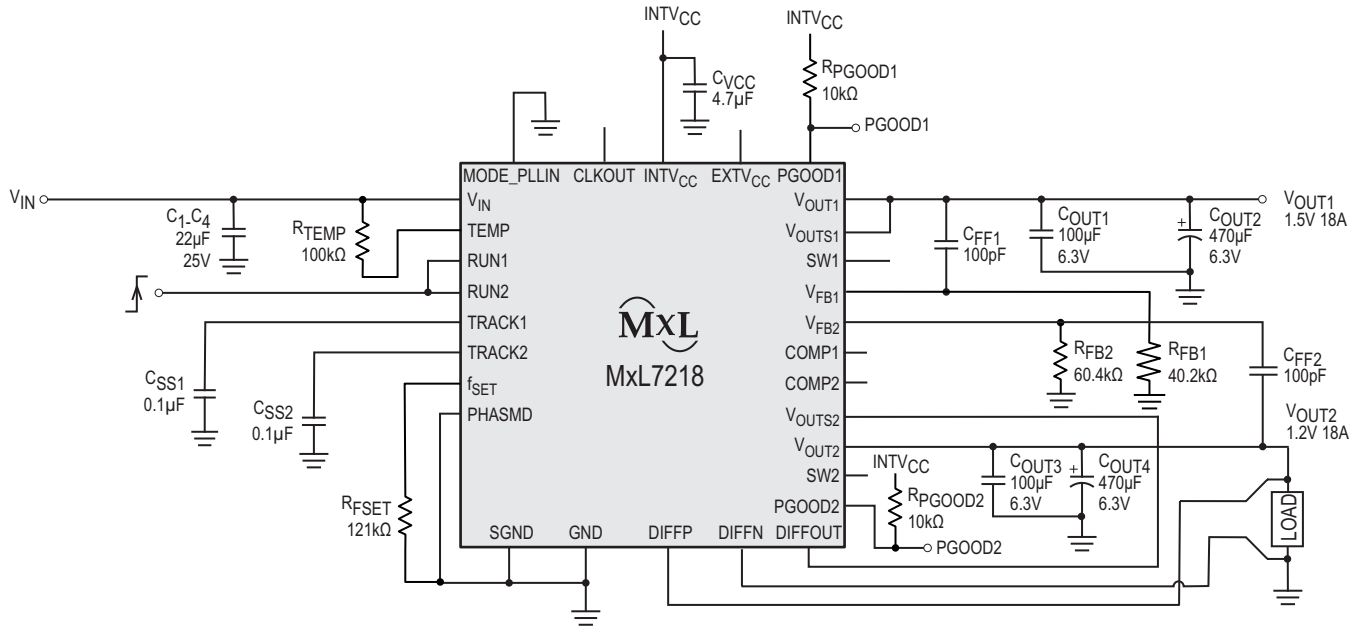 INTVCC
INTVCC
CVCC
4.7µF
RPGOOD1
10kΩ
PGOOD1
MODE_PLLIN
CLKOUT
INTVCC
EXTVCC
PGOOD1
VIN
C1-C4
22µF
25V
RTEMP
100kΩ
VIN
TEMP
RUN1
RUN2
TRACK1
TRACK2
fSET
PHASMD
CSS1
0.1µF
CSS2
0.1µF
RFSET
121kΩ
MxL
MxL7218
VOUT1
VOUTS1
SW1
VFB1
VFB2
COMP1
COMP2
VOUTS2
VOUT2
SW2
PGOOD2
SGND
GND
DIFFP
DIFFN
DIFFOUT
CFF1
100pF
COUT1
100µF
6.3V
+
COUT2
470µF
6.3V
VOUT1
1.5V 18A
RFB2
60.4kΩ
RFB1
40.2kΩ
CFF2
100pF
VOUT2
1.2V 18A
INTVCC
RPGOOD2
10kΩ
PGOOD2
COUT3
100µF
6.3V
+
COUT4
470µF
6.3V
LOAD